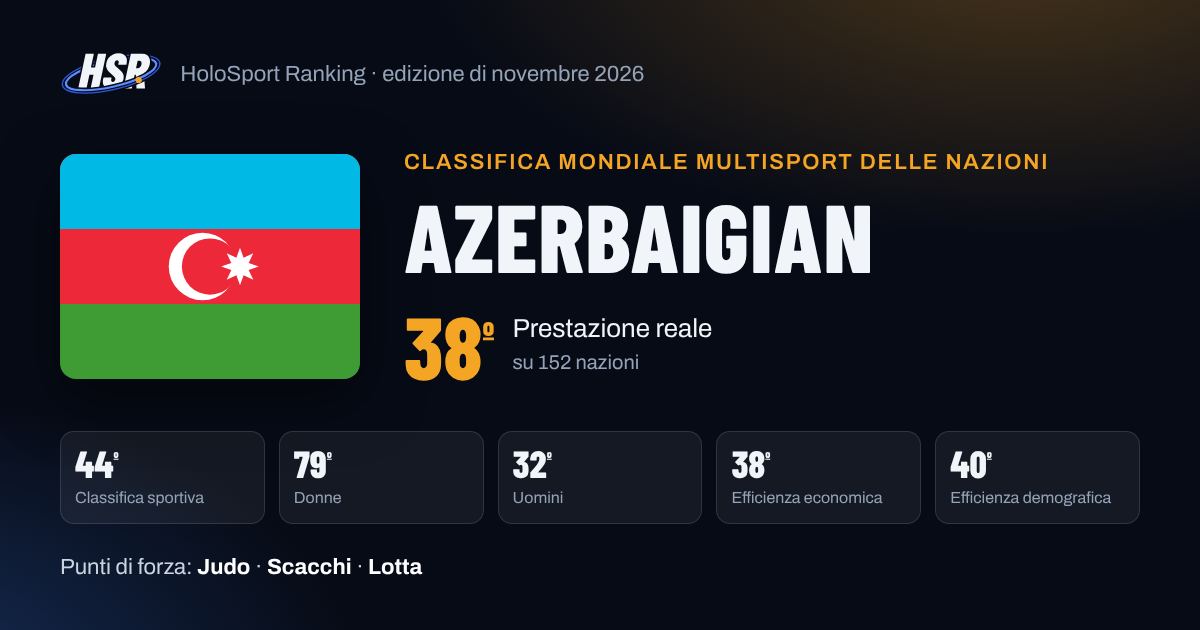 HSR HoloSport Ranking · edizione di novembre 2026
CLASSIFICA MONDIALE MULTISPORT DELLE NAZIONI
AZERBAIGIAN
38º Prestazione reale
su 152 nazioni
44º
Classifica sportiva
79º
Donne
32º
Uomini
38º
Efficienza economica
40º
Efficienza demografica
Punti di forza: Judo · Scacchi · Lotta